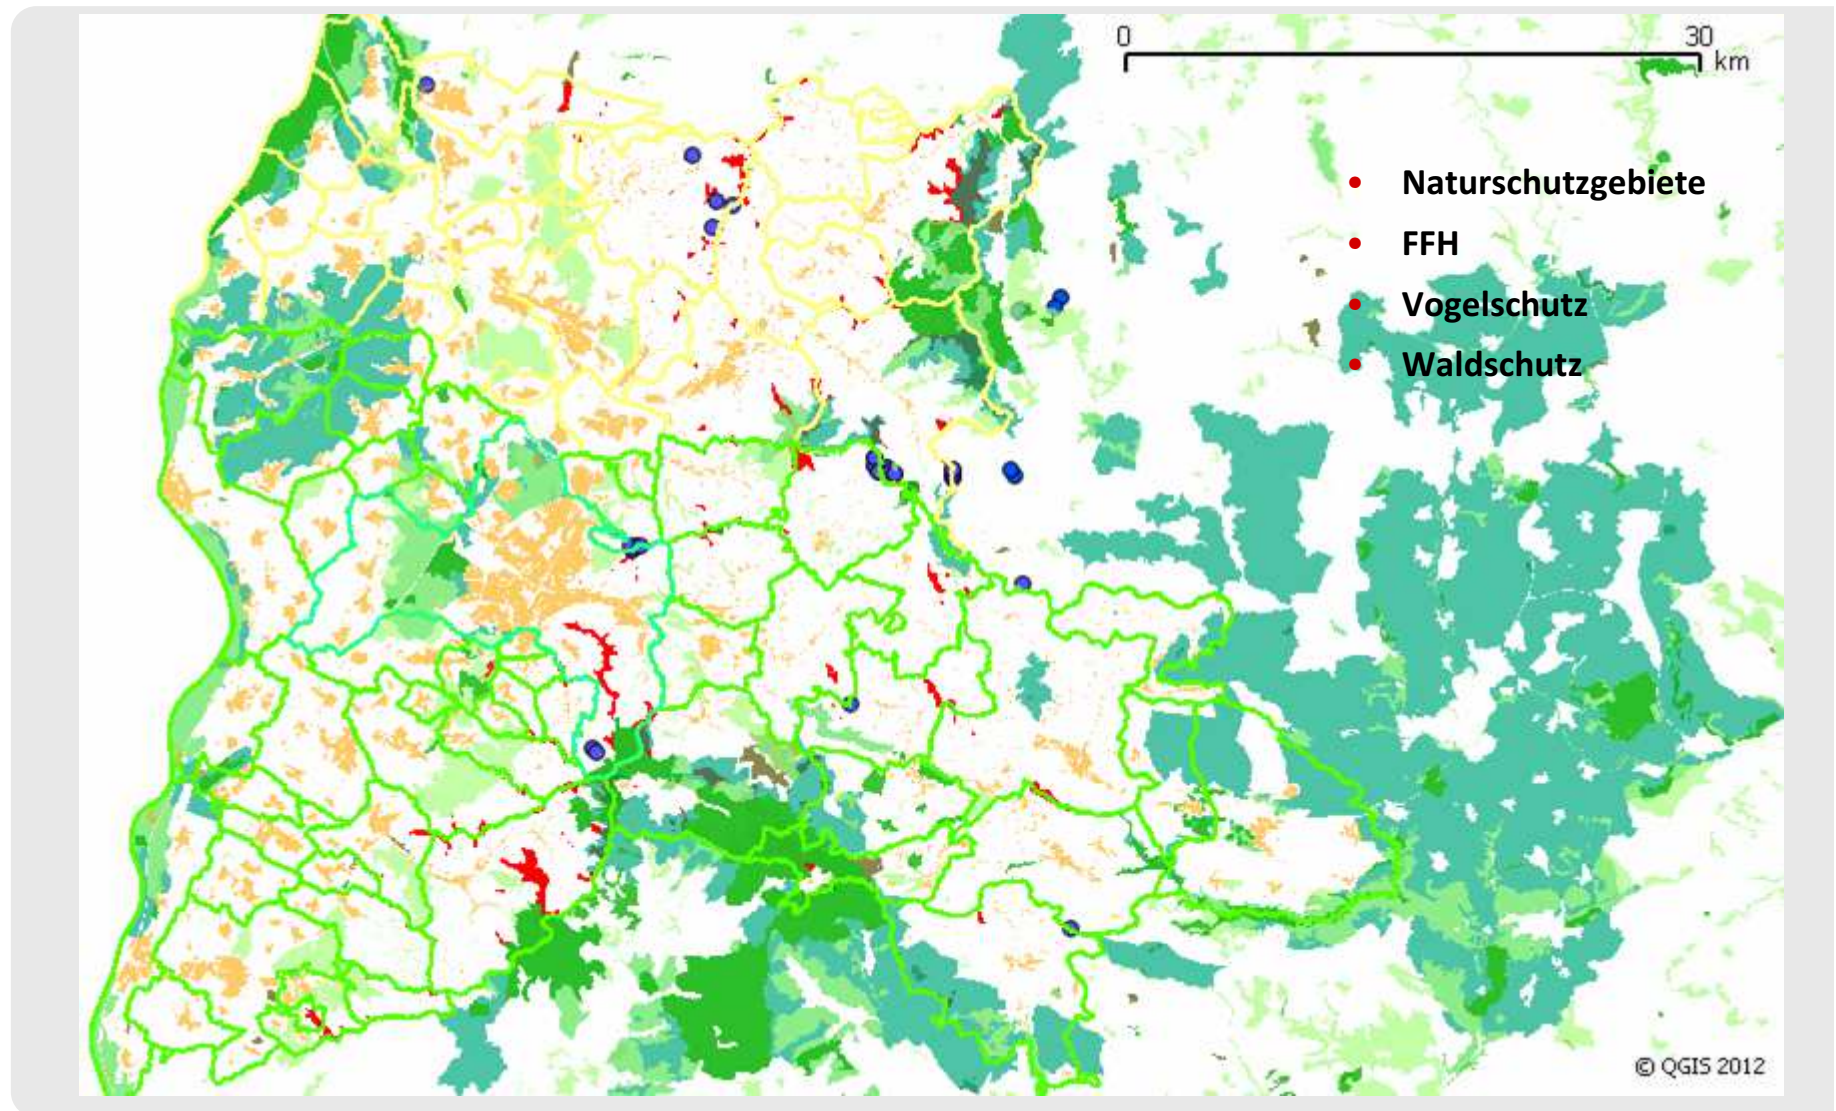 0 30
km
• Naturschutzgebiete
• FFH
• Vogelschutz
• Waldschutz
© QGIS 2012